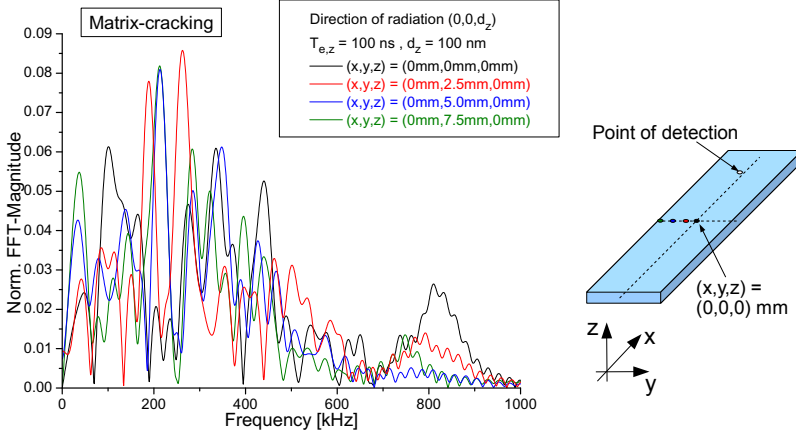 Matrix-cracking
Direction of radiation (0,0,d_z)
T_e,z = 100 ns , d_z = 100 nm
(x,y,z) = (0mm,0mm,0mm)
(x,y,z) = (0mm,2.5mm,0mm)
(x,y,z) = (0mm,5.0mm,0mm)
(x,y,z) = (0mm,7.5mm,0mm)
Norm. FFT-Magnitude
0.09
0.08
0.07
0.06
0.05
0.04
0.03
0.02
0.01
0.00
0 200 400 600 800 1000
Frequency [kHz]
Point of detection
(x,y,z) =
(0,0,0) mm
z
x
y